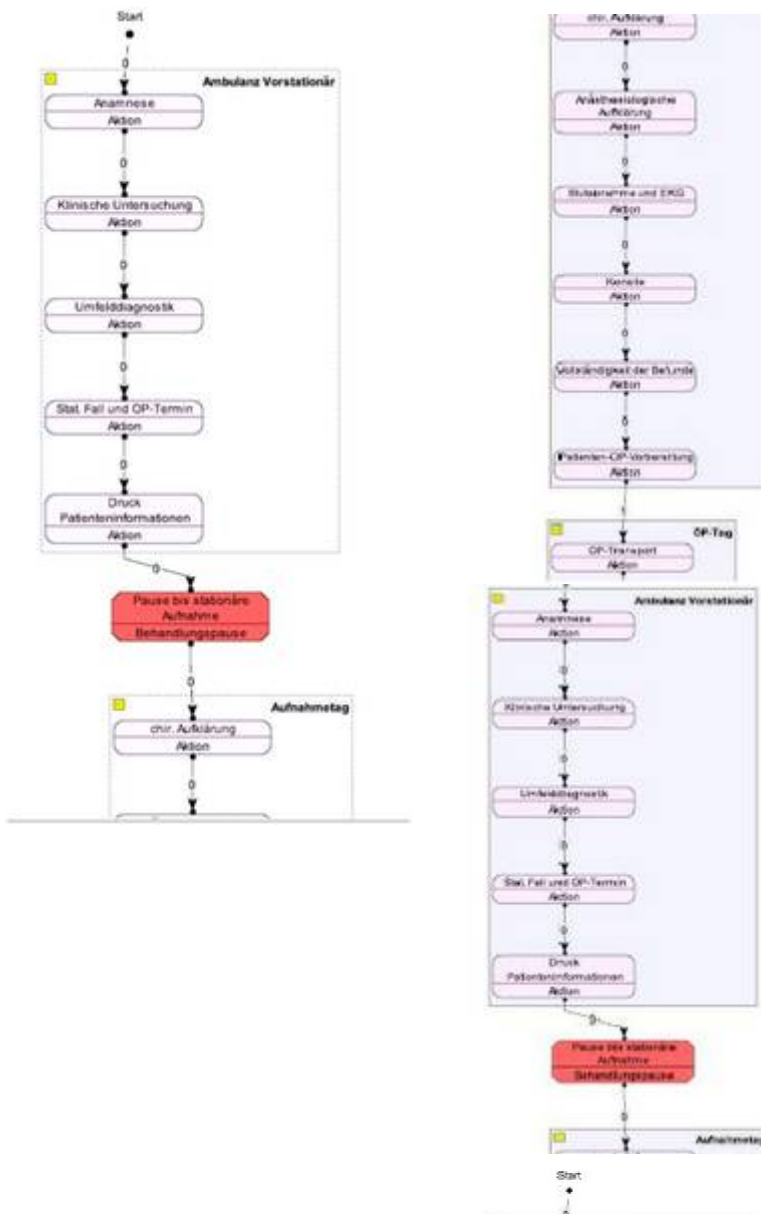 Start
0
Ambulanz Vorstationär
Anamnese
Aktion
0
Klinische Untersuchung
Aktion
0
Umfelddiagnostik
Aktion
0
Stat. Fall und OP-Termin
Aktion
0
Druck
Patienteninformationen
Aktion
0
Pause bis stationäre
Aufnahme
Behandlungspause
0
Aufnahmetag
chir. Aufklärung
Aktion
0
chir. Aufklärung
Aktion
0
Anästhesiologische
Aufklärung
Aktion
0
Blutabnahme und EKG
Aktion
0
Konsile
Aktion
0
Vollständigkeit der Befunde
Aktion
0
Patienten-OP-Vorbereitung
Aktion
1
OP-Tag
OP-Transport
Aktion
Ambulanz Vorstationär
Anamnese
Aktion
0
Klinische Untersuchung
Aktion
0
Umfelddiagnostik
Aktion
0
Stat. Fall und OP-Termin
Aktion
0
Druck
Patienteninformationen
Aktion
0
Pause bis stationäre
Aufnahme
Behandlungspause
0
Aufnahmetag
Start